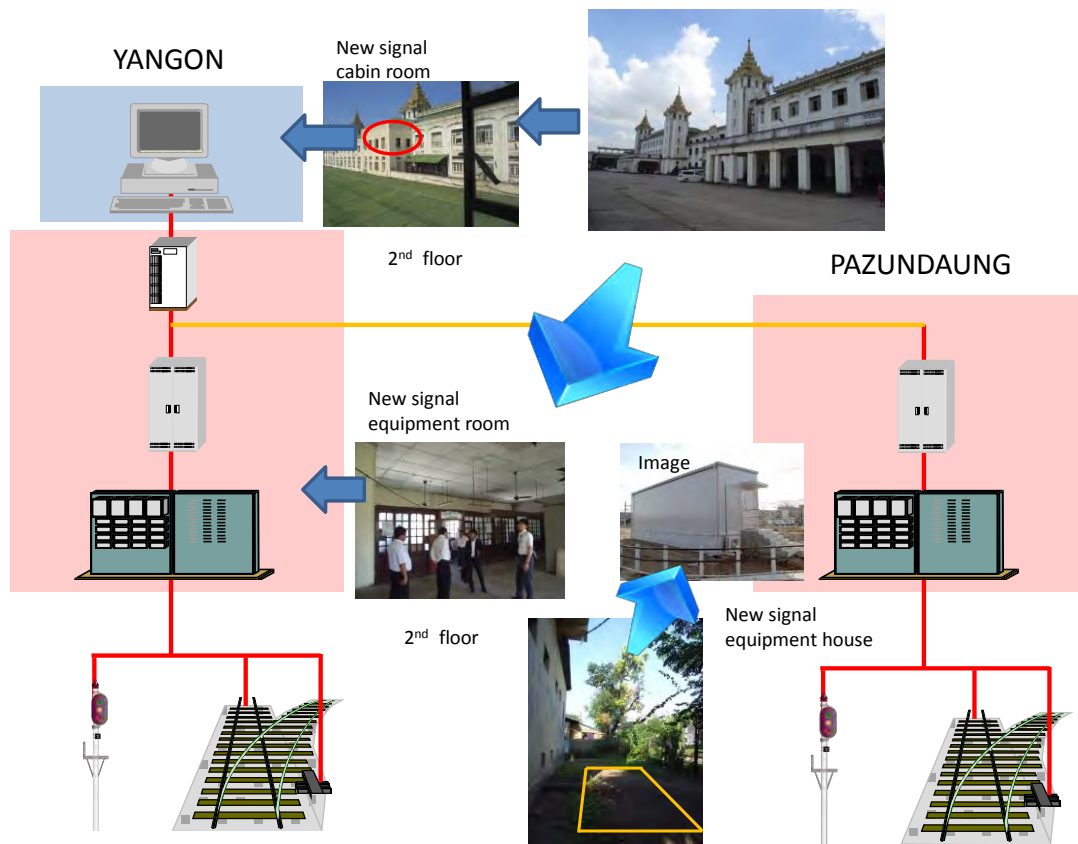 YANGON
New signal
cabin room
2nd floor
PAZUNDAUNG
New signal
equipment room
Image
2nd floor
New signal
equipment house